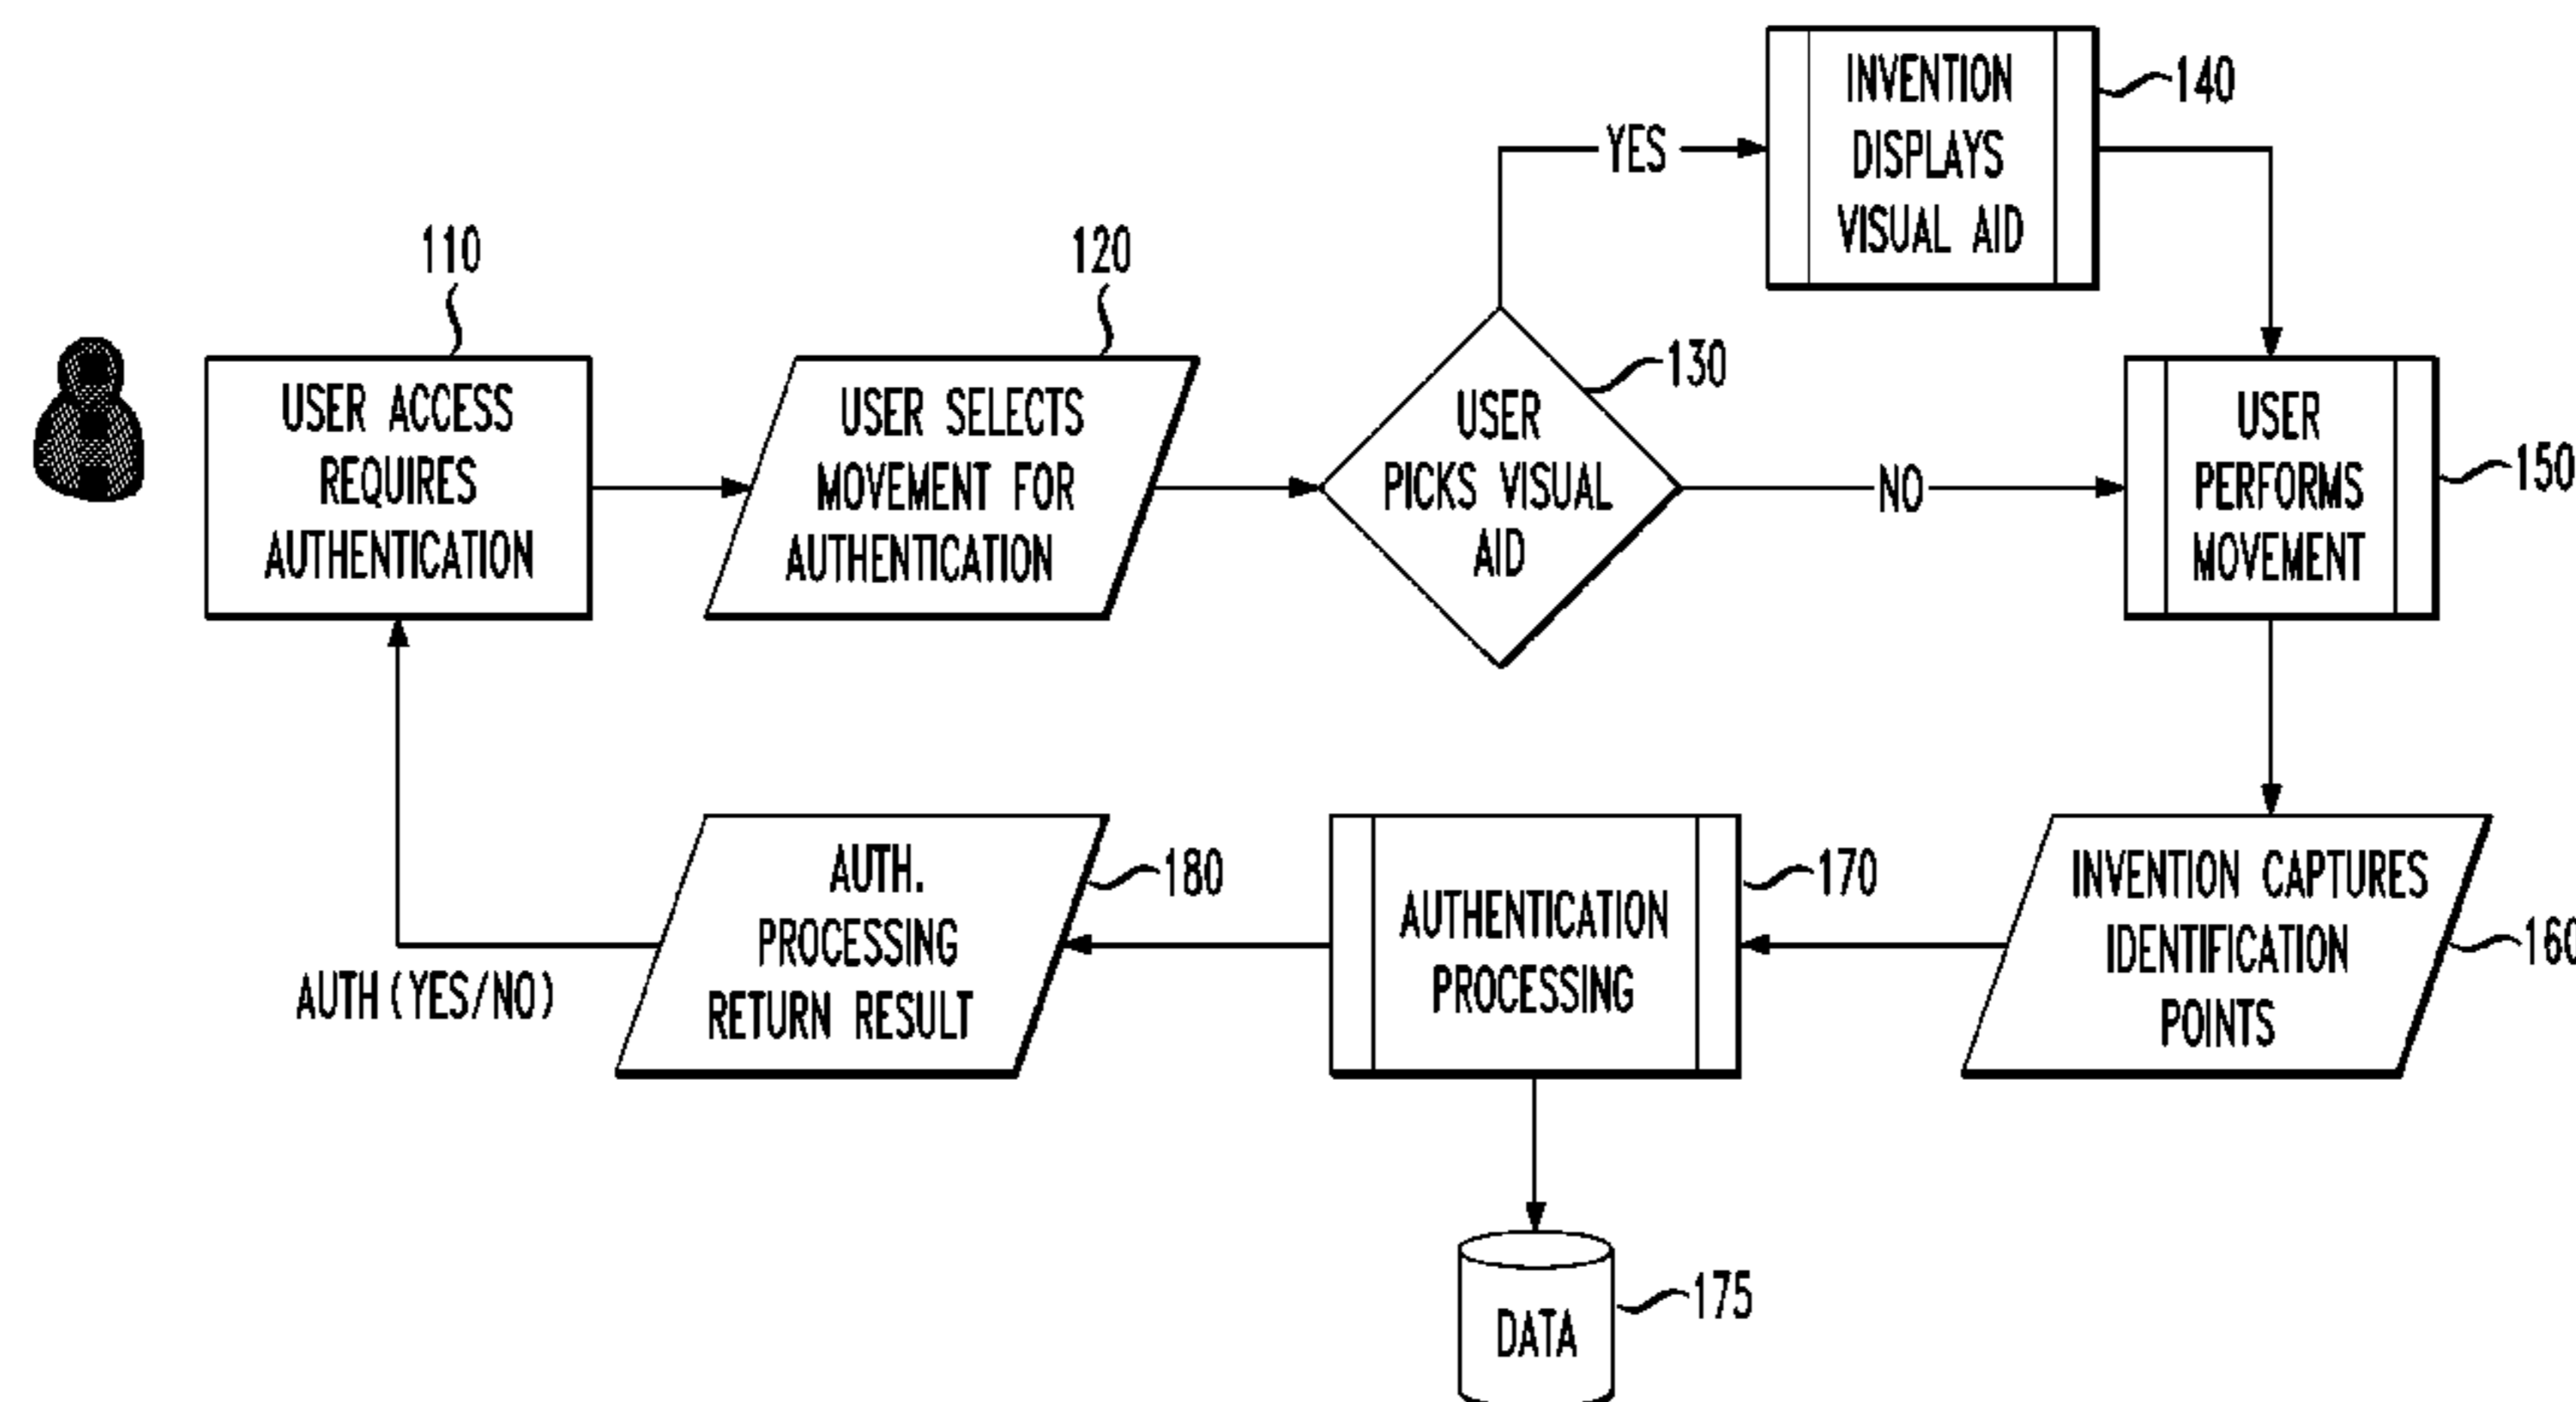 110
USER ACCESS
REQUIRES
AUTHENTICATION
120
USER SELECTS
MOVEMENT FOR
AUTHENTICATION
130
USER
PICKS VISUAL
AID
YES
INVENTION
DISPLAYS
VISUAL AID
140
NO
USER
PERFORMS
MOVEMENT
150
INVENTION CAPTURES
IDENTIFICATION
POINTS
160
AUTHENTICATION
PROCESSING
170
DATA
175
AUTH.
PROCESSING
RETURN RESULT
180
AUTH (YES/NO)